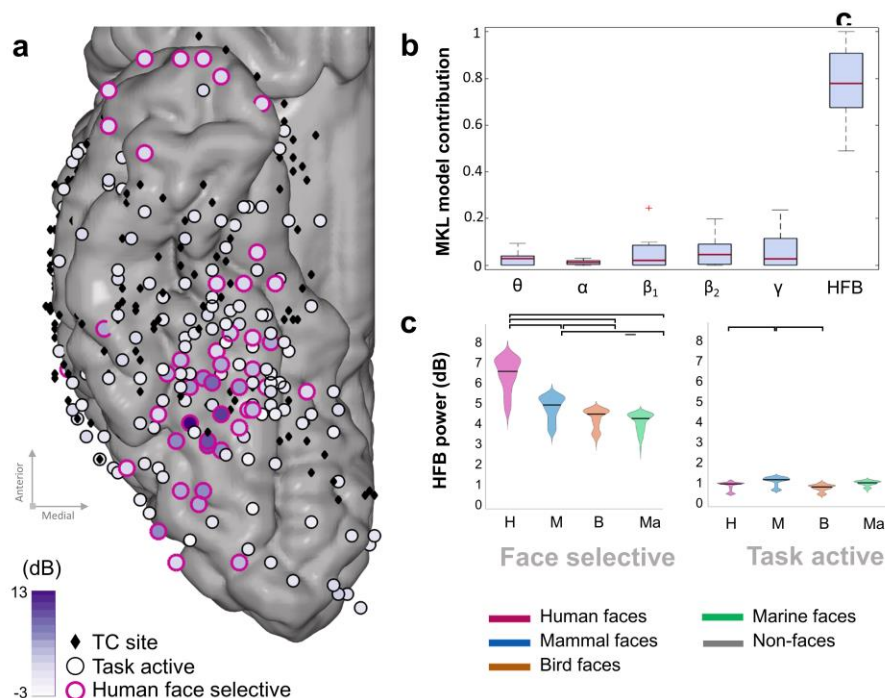 a
Anterior
Medial
(dB)
13
-3
TC site
Task active
Human face selective
b
c
MKL model contribution
1
0.8
0.6
0.4
0.2
0
θ α β1 β2 γ HFB
c
HFB power (dB)
8
7
6
5
4
3
2
1
0
H M B Ma
Face selective
8
7
6
5
4
3
2
1
0
H M B Ma
Task active
Human faces
Mammal faces
Bird faces
Marine faces
Non-faces